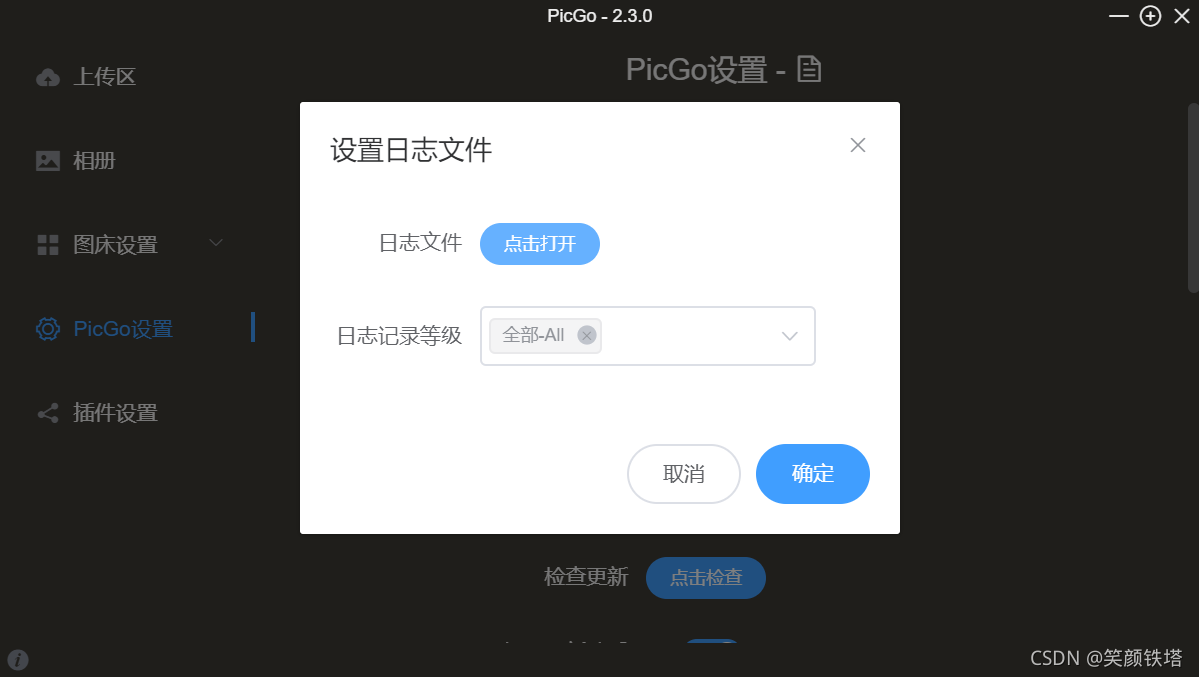 PicGo - 2.3.0
上传区
相册
图床设置
PicGo设置
插件设置
PicGo设置 -
设置日志文件
日志文件 点击打开
日志记录等级 全部-All
取消 确定
检查更新 点击检查
CSDN @笑颜铁塔